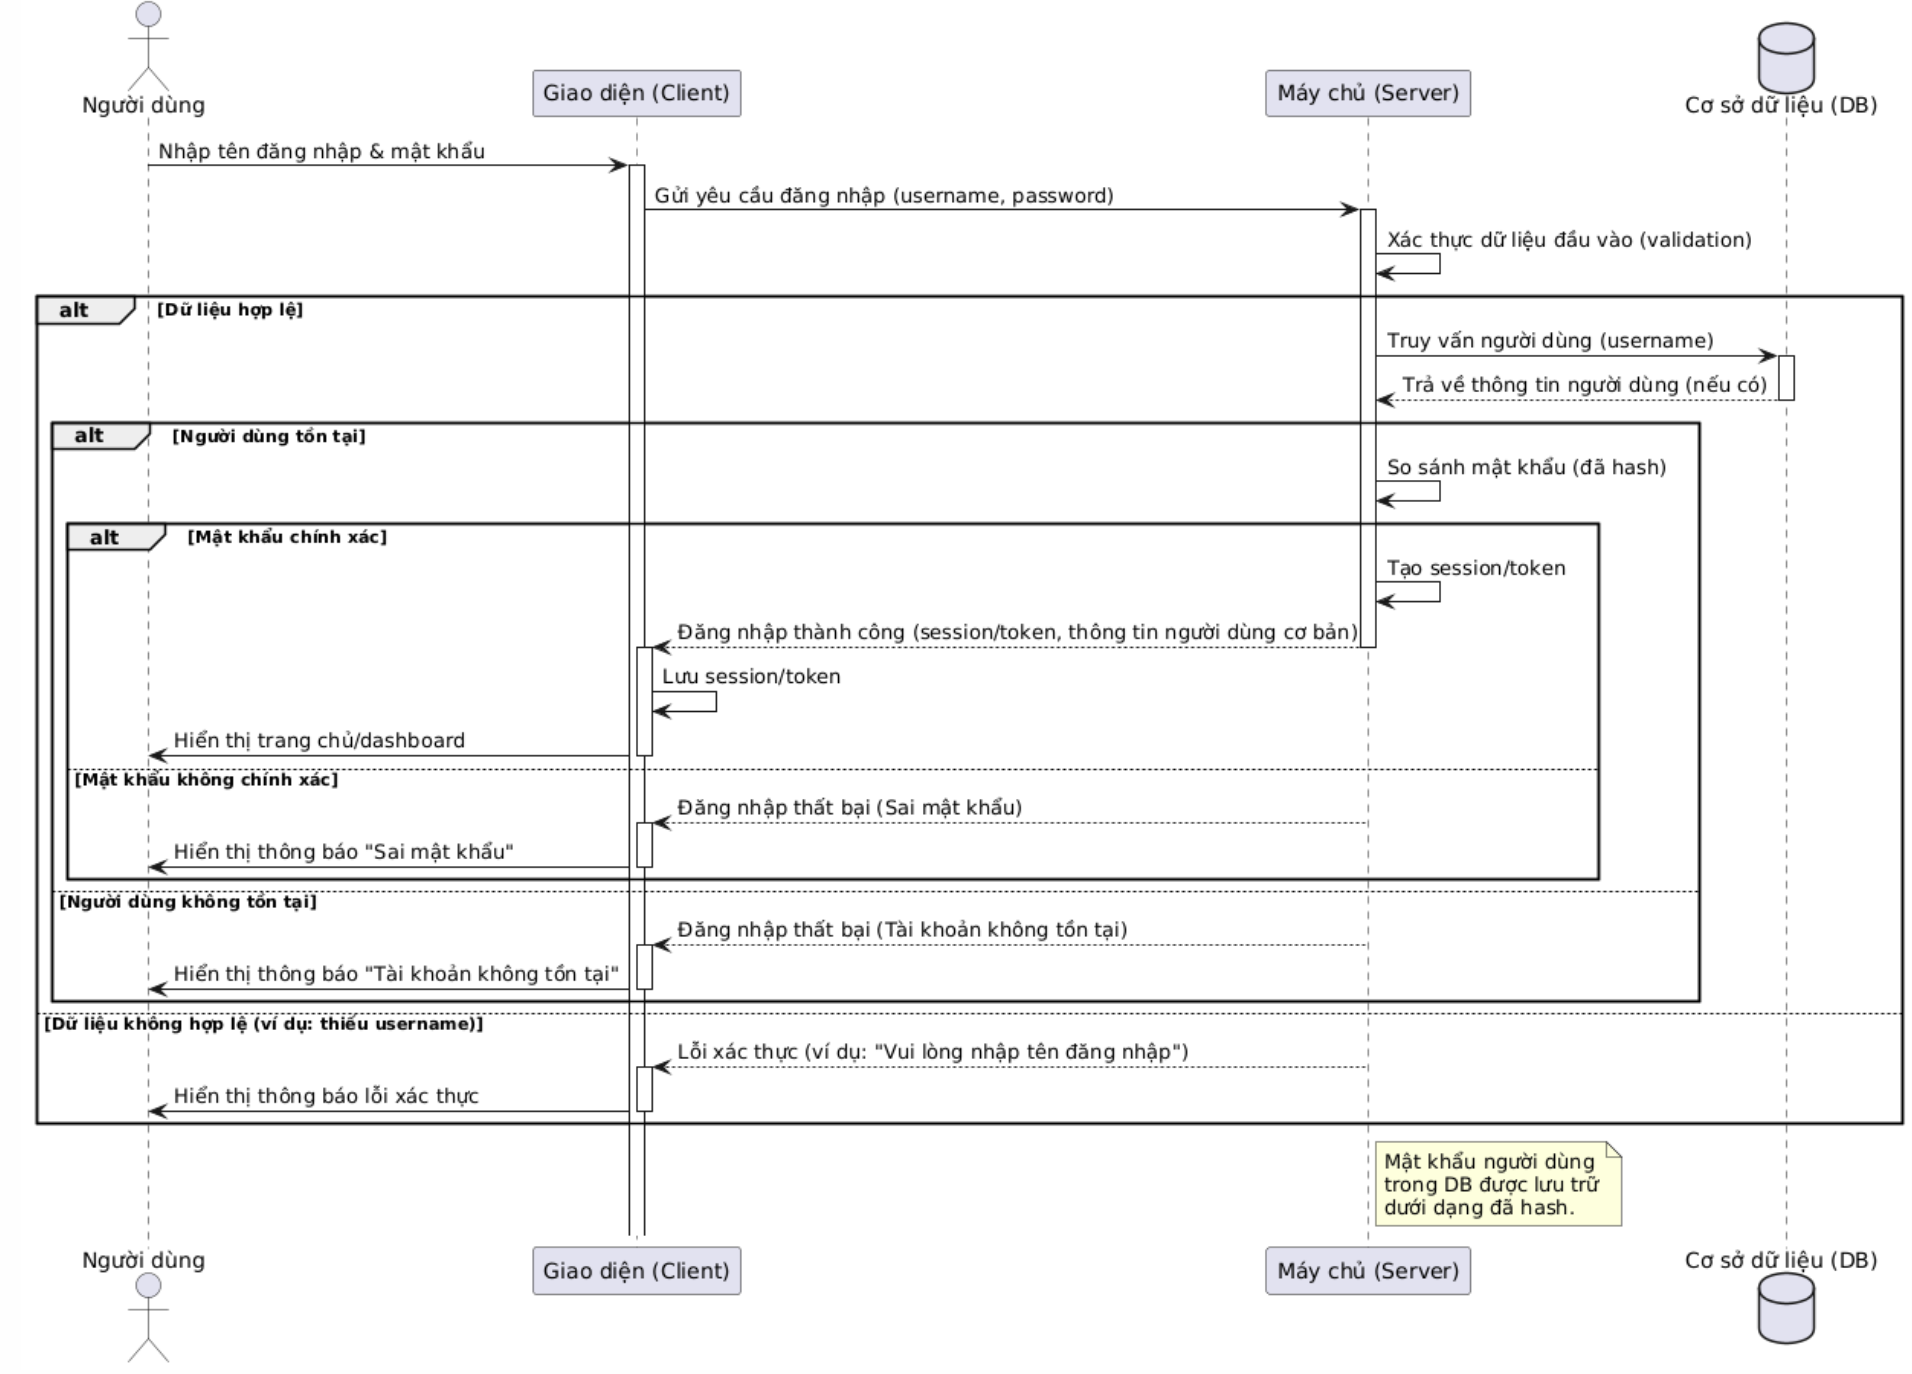 Người dùng
Giao diện (Client)
Máy chủ (Server)
Cơ sở dữ liệu (DB)
Nhập tên đăng nhập & mật khẩu
Gửi yêu cầu đăng nhập (username, password)
Xác thực dữ liệu đầu vào (validation)
alt
[Dữ liệu hợp lệ]
Truy vấn người dùng (username)
Trả về thông tin người dùng (nếu có)
alt
[Người dùng tồn tại]
So sánh mật khẩu (đã hash)
alt
[Mật khẩu chính xác]
Tạo session/token
Đăng nhập thành công (session/token, thông tin người dùng cơ bản)
Lưu session/token
Hiển thị trang chủ/dashboard
[Mật khẩu không chính xác]
Đăng nhập thất bại (Sai mật khẩu)
Hiển thị thông báo "Sai mật khẩu"
[Người dùng không tồn tại]
Đăng nhập thất bại (Tài khoản không tồn tại)
Hiển thị thông báo "Tài khoản không tồn tại"
[Dữ liệu không hợp lệ (ví dụ: thiếu username)]
Lỗi xác thực (ví dụ: "Vui lòng nhập tên đăng nhập")
Hiển thị thông báo lỗi xác thực
Mật khẩu người dùng
trong DB được lưu trữ
dưới dạng đã hash.
Người dùng
Giao diện (Client)
Máy chủ (Server)
Cơ sở dữ liệu (DB)